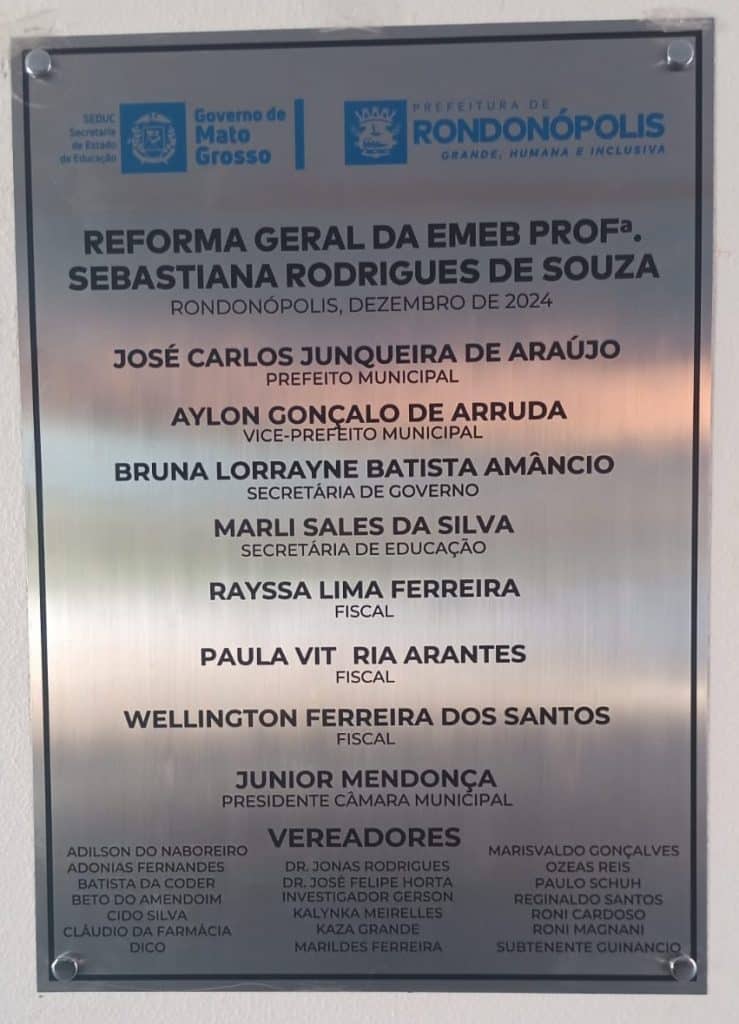 SEDUC
Secretaria
de Estado
de Educação
Governo de
Mato
Grosso
PREFEITURA DE
RONDONÓPOLIS
GRANDE, HUMANA E INCLUSIVA
REFORMA GERAL DA EMEB PROFª.
SEBASTIANA RODRIGUES DE SOUZA
RONDONÓPOLIS, DEZEMBRO DE 2024
JOSÉ CARLOS JUNQUEIRA DE ARAÚJO
PREFEITO MUNICIPAL
AYLON GONÇALO DE ARRUDA
VICE-PREFEITO MUNICIPAL
BRUNA LORRAYNE BATISTA AMÂNCIO
SECRETÁRIA DE GOVERNO
MARLI SALES DA SILVA
SECRETÁRIA DE EDUCAÇÃO
RAYSSA LIMA FERREIRA
FISCAL
PAULA VIT RIA ARANTES
FISCAL
WELLINGTON FERREIRA DOS SANTOS
FISCAL
JUNIOR MENDONÇA
PRESIDENTE CÂMARA MUNICIPAL
VEREADORES
ADILSON DO NABOREIRO
ADONIAS FERNANDES
BATISTA DA CODER
BETO DO AMENDOIM
CIDO SILVA
CLÁUDIO DA FARMÁCIA
DICO
DR. JONAS RODRIGUES
DR. JOSÉ FELIPE HORTA
INVESTIGADOR GERSON
KALYNKA MEIRELLES
KAZA GRANDE
MARILDES FERREIRA
MARISVALDO GONÇALVES
OZEAS REIS
PAULO SCHUH
REGINALDO SANTOS
RONI CARDOSO
RONI MAGNANI
SUBTENENTE GUINANCIO